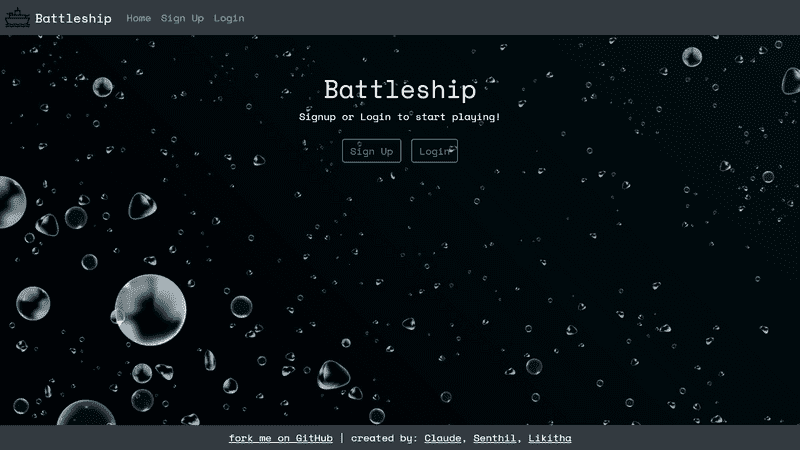 Battleship Home Sign Up Login
Battleship
Signup or Login to start playing!
Sign Up Login
fork me on GitHub | created by: Claude, Senthil, Likitha